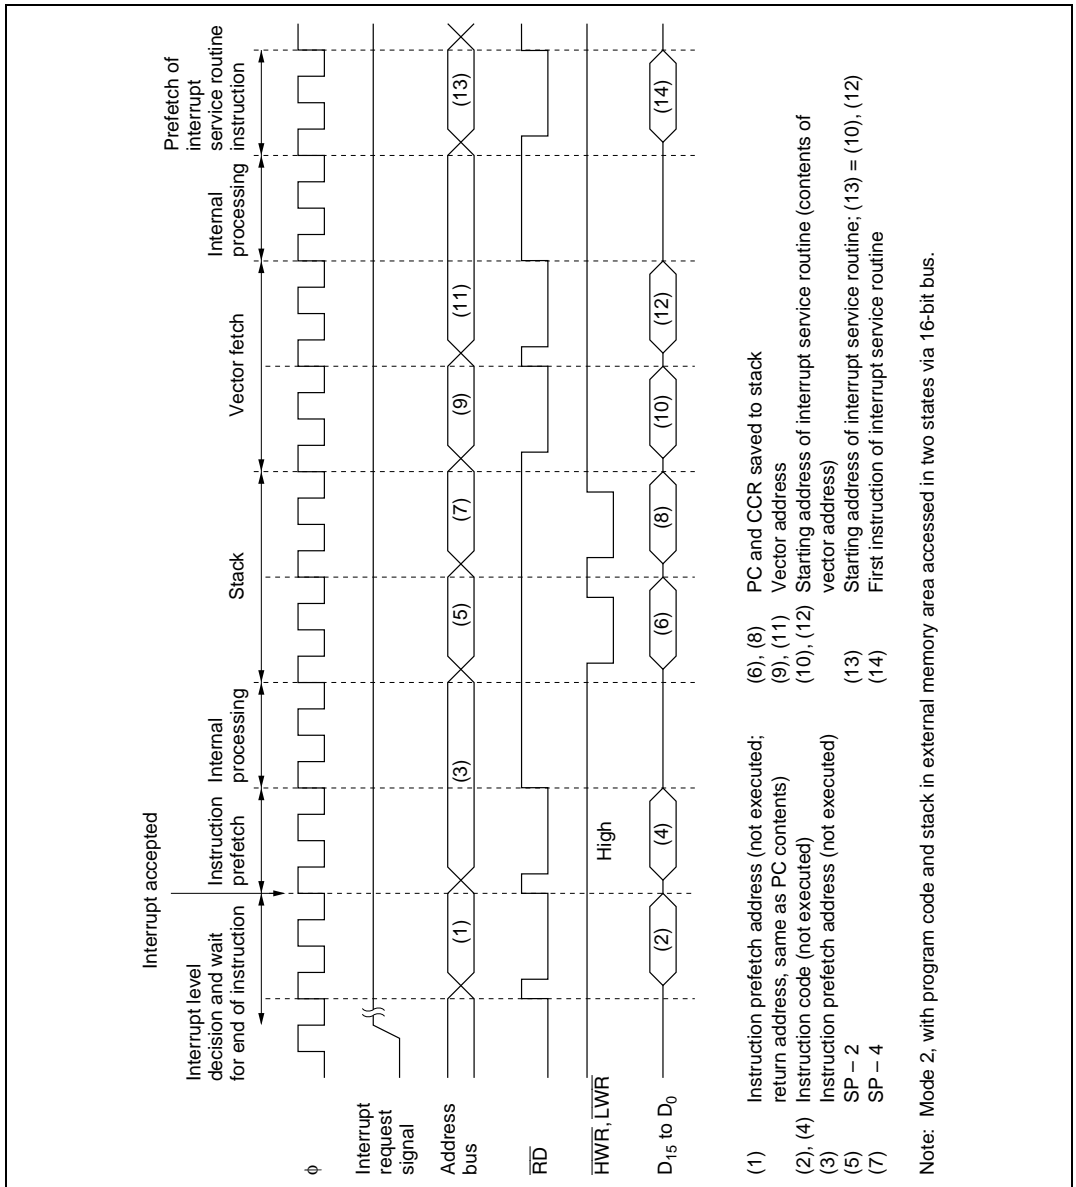 Interrupt accepted
Interrupt level
decision and wait
for end of instruction
Instruction
prefetch
Internal
processing
Stack
Vector fetch
Internal
processing
Prefetch of
interrupt
service routine
instruction
φ
Interrupt
request
signal
Address
bus
(1)
(3)
(5)
(7)
(9)
(11)
(13)
RD
HWR, LWR
High
D15 to D0
(2)
(4)
(6)
(8)
(10)
(12)
(14)
(1) Instruction prefetch address (not executed;
return address, same as PC contents)
(2), (4) Instruction code (not executed)
(3) Instruction prefetch address (not executed)
(5) SP – 2
(7) SP – 4
(6), (8) PC and CCR saved to stack
(9), (11) Vector address
(10), (12) Starting address of interrupt service routine (contents of
vector address)
(13) Starting address of interrupt service routine; (13) = (10), (12)
(14) First instruction of interrupt service routine
Note: Mode 2, with program code and stack in external memory area accessed in two states via 16-bit bus.